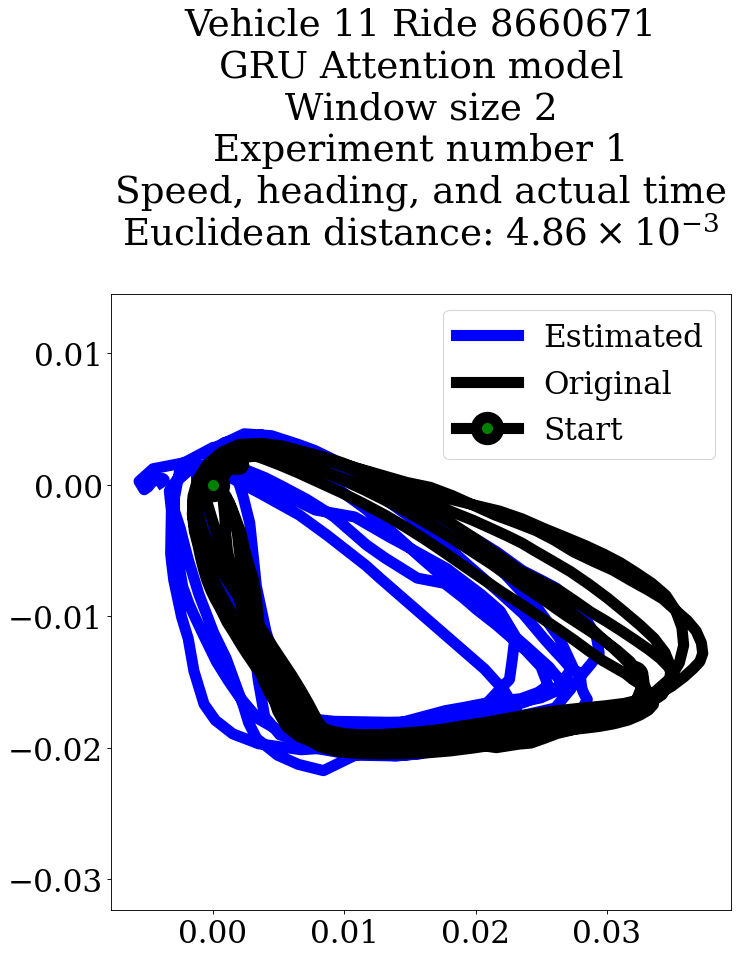 Vehicle 11 Ride 8660671
GRU Attention model
Window size 2
Experiment number 1
Speed, heading, and actual time
Euclidean distance: 4.86 × 10⁻³
Estimated
Original
Start
0.01
0.00
−0.01
−0.02
−0.03
0.00 0.01 0.02 0.03